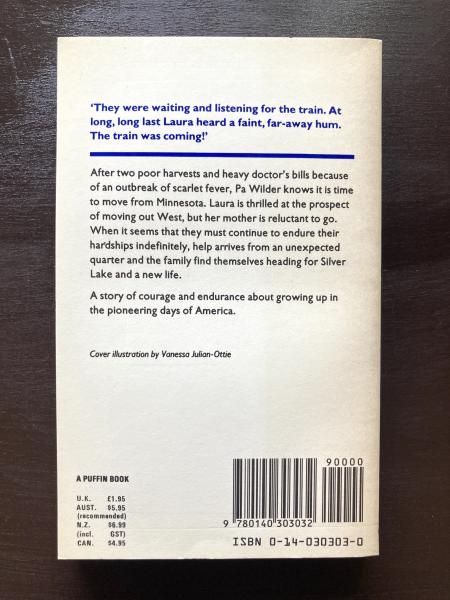 ‘They were waiting and listening for the train. At
long, long last Laura heard a faint, far-away hum.
The train was coming!’
After two poor harvests and heavy doctor’s bills because
of an outbreak of scarlet fever, Pa Wilder knows it is time
to move from Minnesota. Laura is thrilled at the prospect
of moving out West, but her mother is reluctant to go.
When it seems that they must continue to endure their
hardships indefinitely, help arrives from an unexpected
quarter and the family find themselves heading for Silver
Lake and a new life.
A story of courage and endurance about growing up in
the pioneering days of America.
Cover illustration by Vanessa Julian-Ottie
A PUFFIN BOOK
U.K. £1.95
AUST. $5.95
(recommended)
N.Z. $6.99
(incl. GST)
CAN. $4.95
90000
9 780140 303032
ISBN 0-14-030303-0